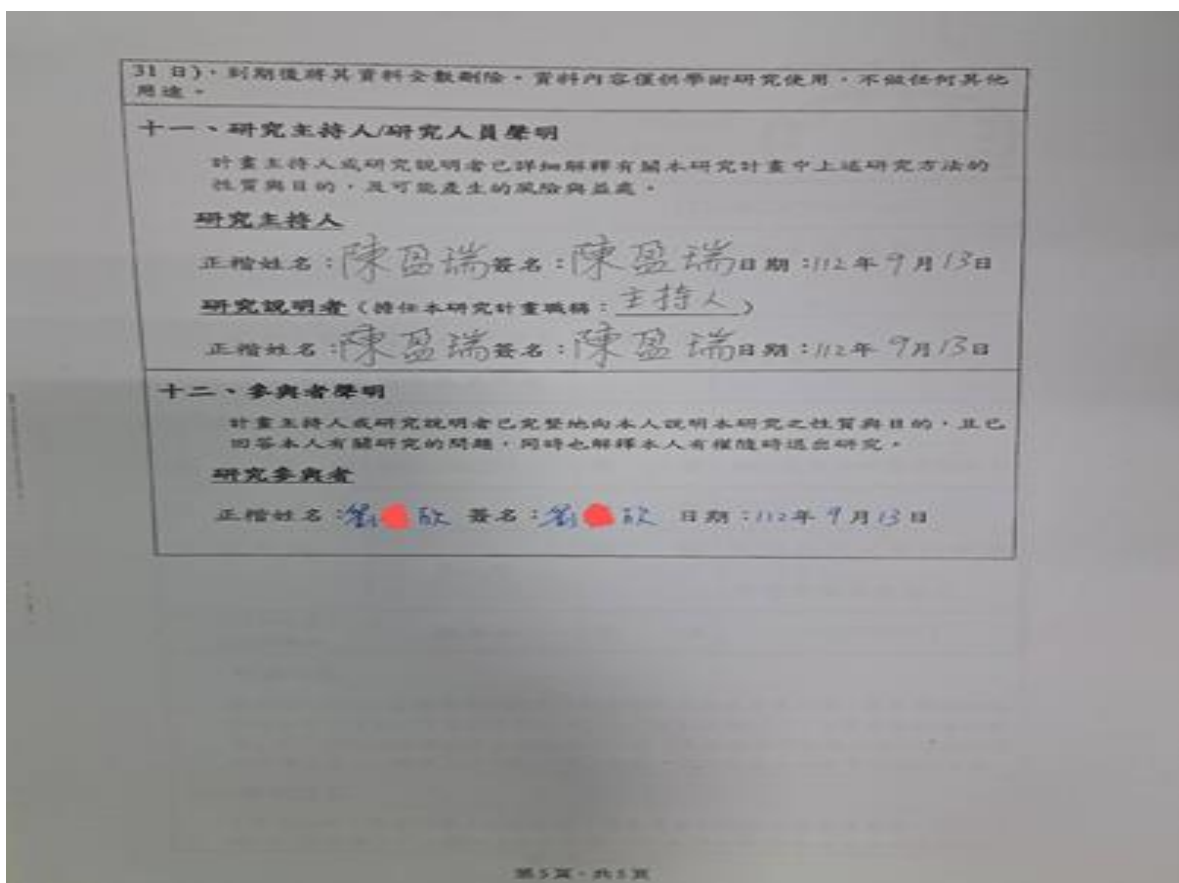 31 日)，到期後將其資料全數刪除。資料內容僅供學術研究使用，不做任何其他
用途。
十一、研究主持人/研究人員聲明
計畫主持人或研究說明者已詳細解釋有關本研究計畫中上述研究方法的
性質與目的，及可能產生的風險與益處。
研究主持人
正楷姓名：陳盈瑞簽名：陳盈瑞日期：112年9月13日
研究說明者（擔任本研究計畫職稱：主持人）
正楷姓名：陳盈瑞簽名：陳盈瑞日期：112年9月13日
十二、參與者聲明
計畫主持人或研究說明者已完整地向本人說明本研究之性質與目的，且已
回答本人有關研究的問題，同時也解釋本人有權隨時退出研究。
研究參與者
正楷姓名：劉 欣 簽名：劉 欣 日期：112年9月13日
第5頁，共5頁